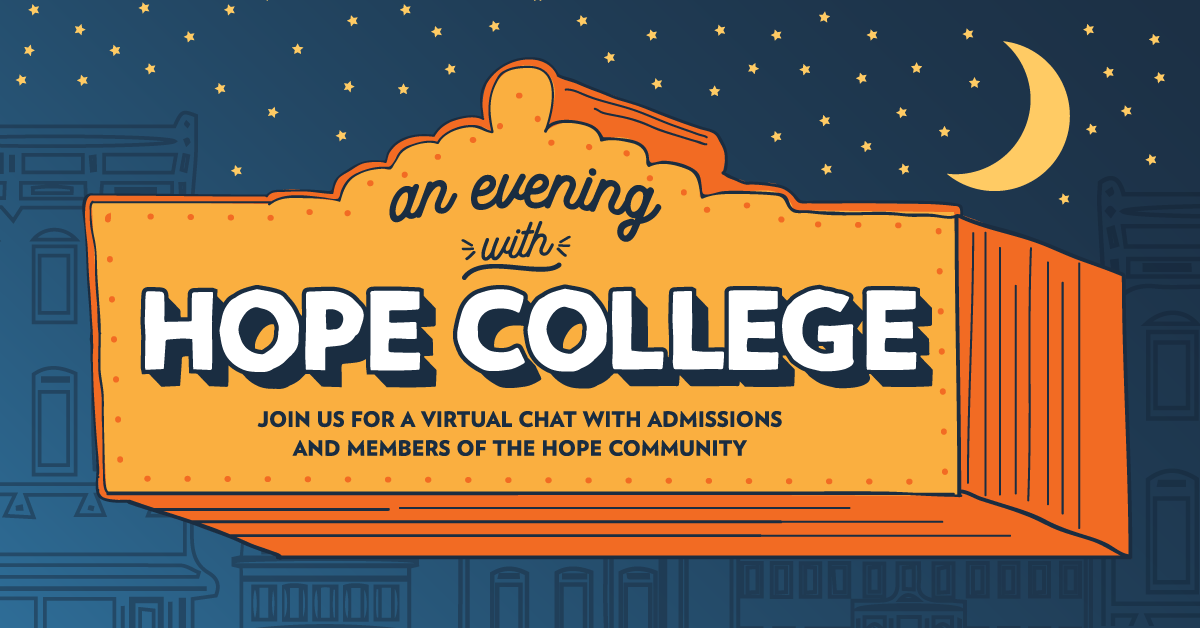 an evening
with
HOPE COLLEGE
JOIN US FOR A VIRTUAL CHAT WITH ADMISSIONS
AND MEMBERS OF THE HOPE COMMUNITY